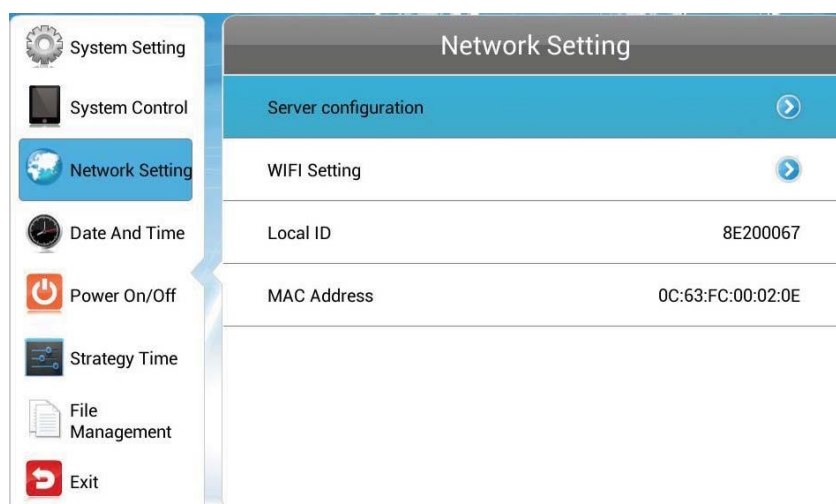 System Setting
System Control
Network Setting
Date And Time
Power On/Off
Strategy Time
File
Management
Exit
Network Setting
Server configuration
WIFI Setting
Local ID 8E200067
MAC Address 0C:63:FC:00:02:0E